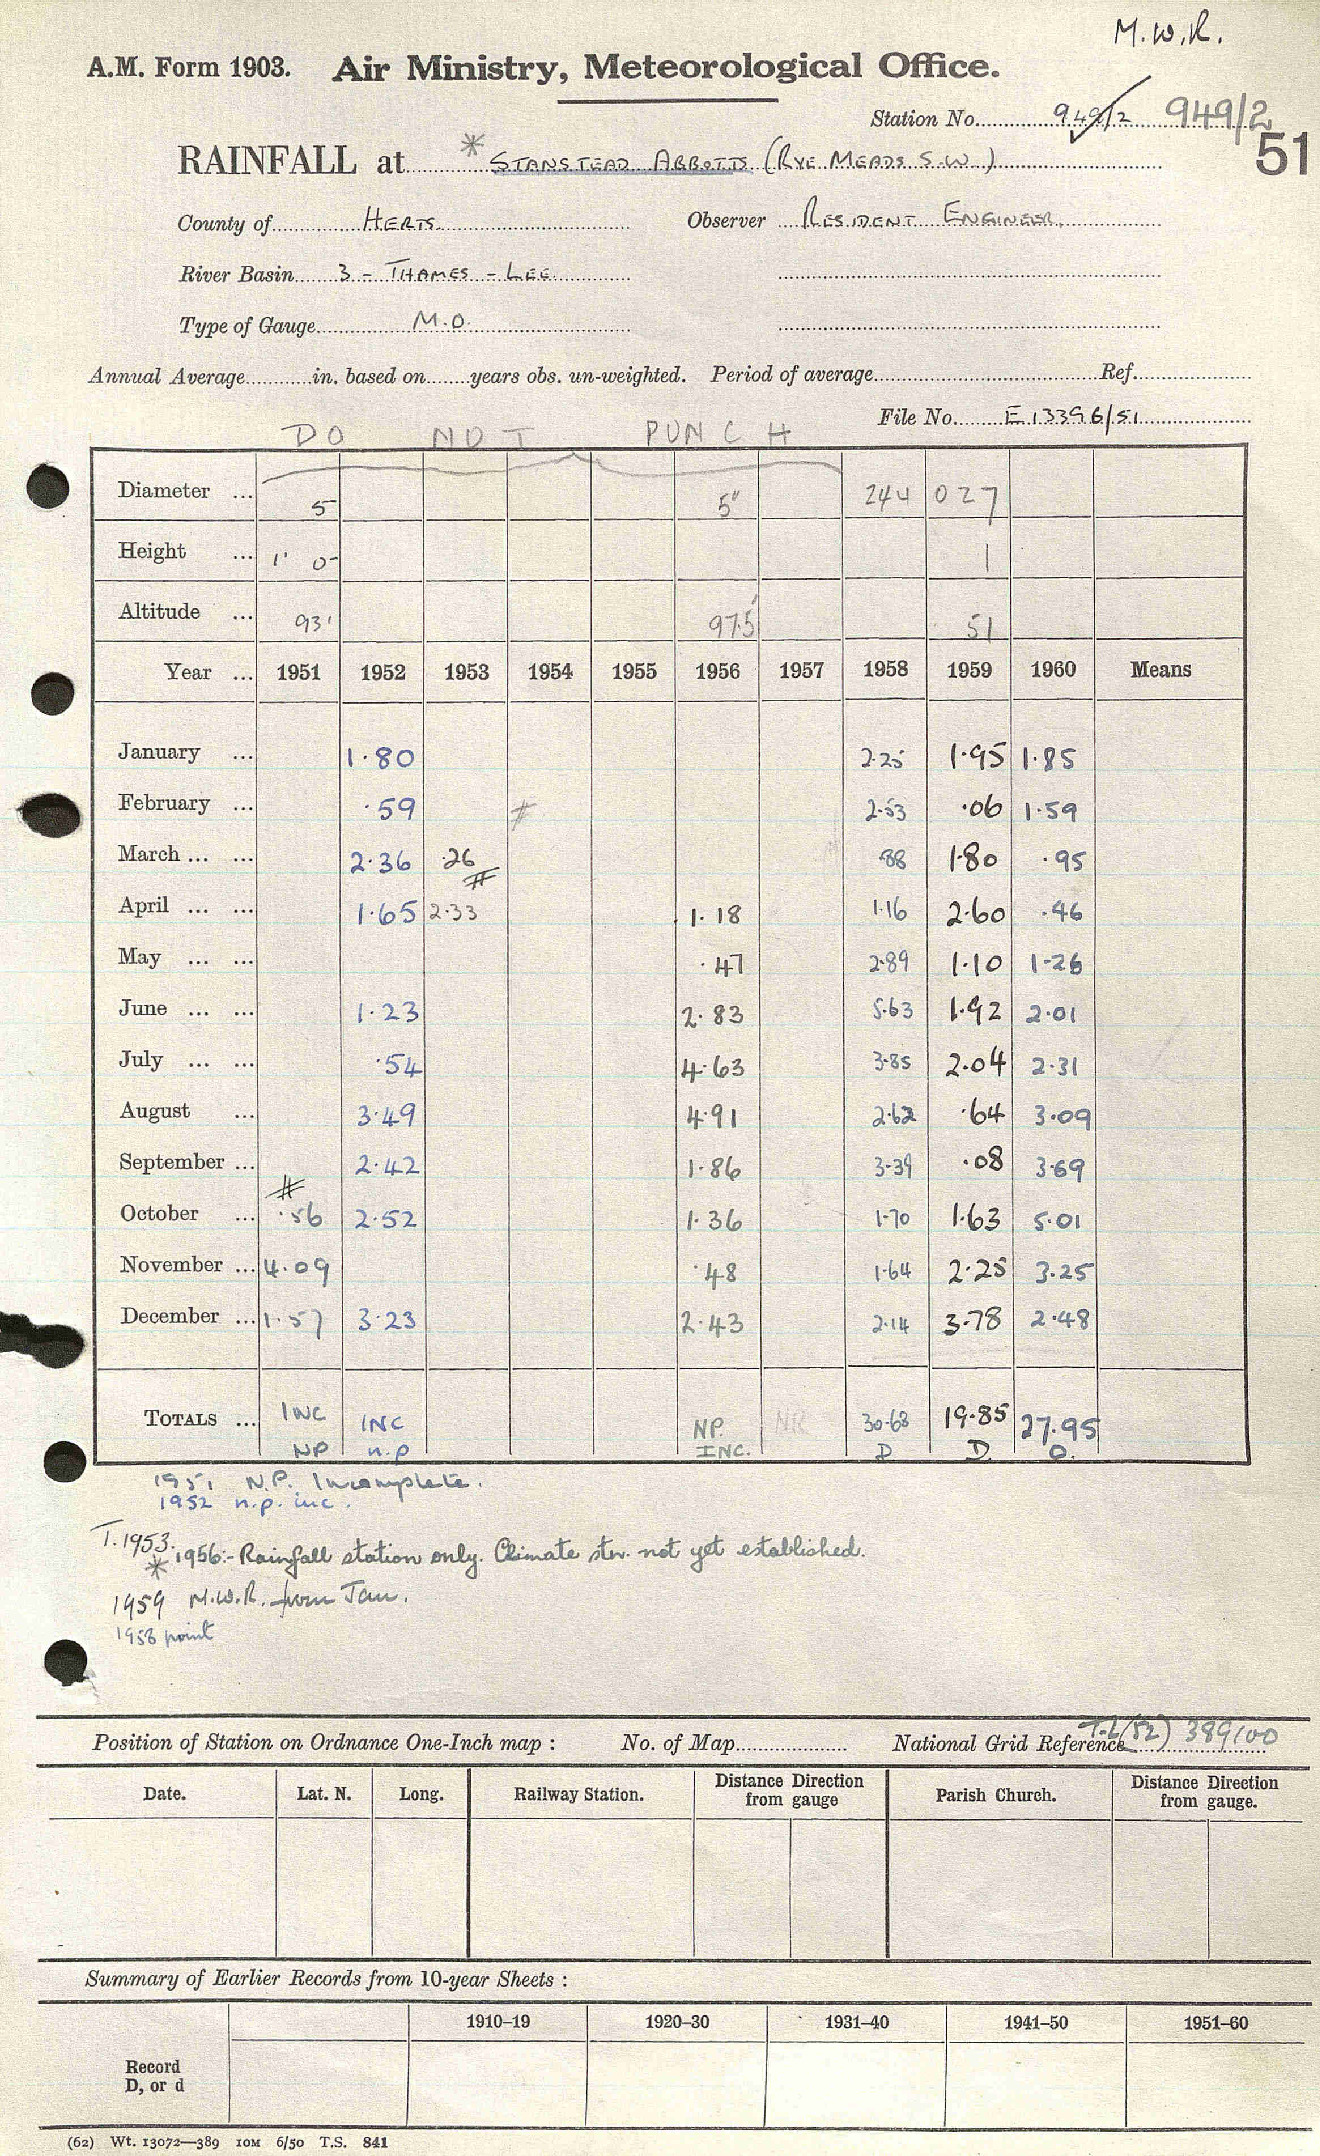 M.W.R.
A.M. Form 1903. Air Ministry, Meteorological Office.
Station No. 949/2 949/2
51
RAINFALL at * STANSTEAD ABBOTTS (RYE MEADS S.W.)
County of HERTS. Observer RESIDENT ENGINEER
River Basin 3 - THAMES - LEE
Type of Gauge M.O.
Annual Average in. based on years obs. un-weighted. Period of average Ref.
File No. E 13396/51
DO NOT PUNCH
Diameter ... 5 5" 244 027
Height ... 1' 0" 1
Altitude ... 93' 97.5' 51
Year ... 1951 1952 1953 1954 1955 1956 1957 1958 1959 1960 Means
January ... 1.80 2.25 1.95 1.85
February ... .59 # 2.53 .06 1.59
March ... ... 2.36 .26 # .88 1.80 .95
April ... ... 1.65 2.33 1.18 1.16 2.60 .46
May ... ... .47 2.89 1.10 1.26
June ... ... 1.23 2.83 5.63 1.92 2.01
July ... ... .54 4.63 3.85 2.04 2.31
August ... 3.49 4.91 2.62 .64 3.09
September ... 2.42 1.86 3.39 .08 3.69
October ... # .56 2.52 1.36 1.70 1.63 5.01
November ... 4.09 .48 1.64 2.25 3.25
December ... 1.57 3.23 2.43 2.14 3.78 2.48
TOTALS ... INC INC NP. NR 30.68 19.85 27.95
NP n.p INC. D D. D.
1951 N.P. Incomplete.
1952 n.p. inc.
T.1953.
* 1956:- Rainfall station only. Climate stn. not yet established.
1959 M.W.R. from Jan.
1958 point
Position of Station on Ordnance One-Inch map : No. of Map National Grid Reference TL(52) 389100
Date. Lat. N. Long. Railway Station. Distance Direction from gauge Parish Church. Distance Direction from gauge.
Summary of Earlier Records from 10-year Sheets :
1910–19 1920–30 1931–40 1941–50 1951–60
Record
D, or d
(62) Wt. 13072—389 10M 6/50 T.S. 841